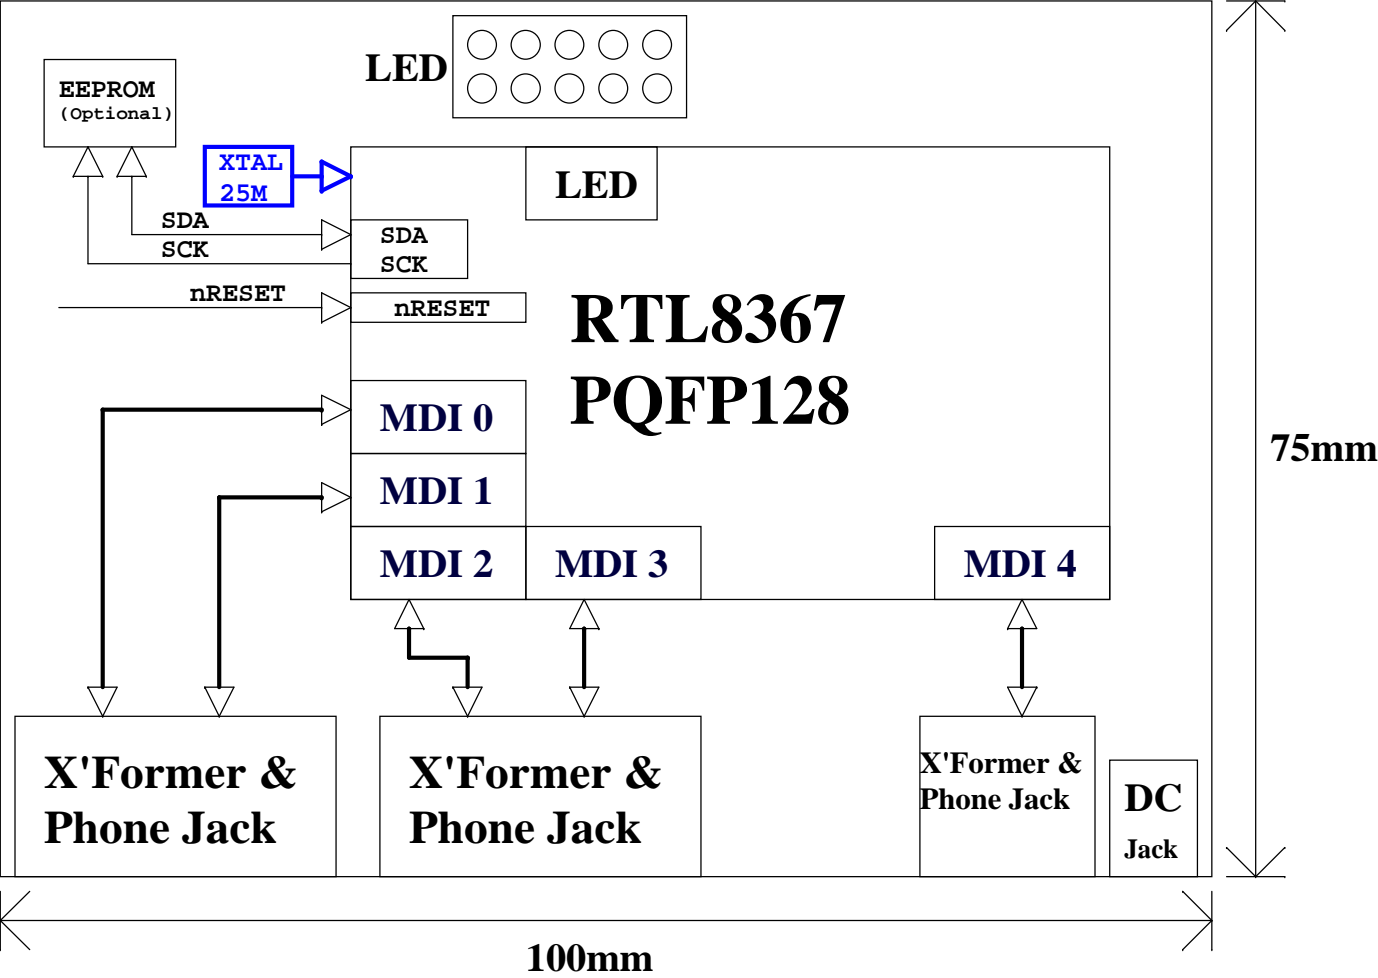 LED
EEPROM
(Optional)
XTAL
25M
LED
SDA
SCK
SDA
SCK
nRESET
nRESET
RTL8367
PQFP128
MDI 0
MDI 1
MDI 2
MDI 3
MDI 4
75mm
X'Former &
Phone Jack
X'Former &
Phone Jack
X'Former &
Phone Jack
DC
Jack
100mm